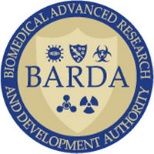 BIOMEDICAL ADVANCED RESEARCH
BARDA
AND DEVELOPMENT AUTHORITY